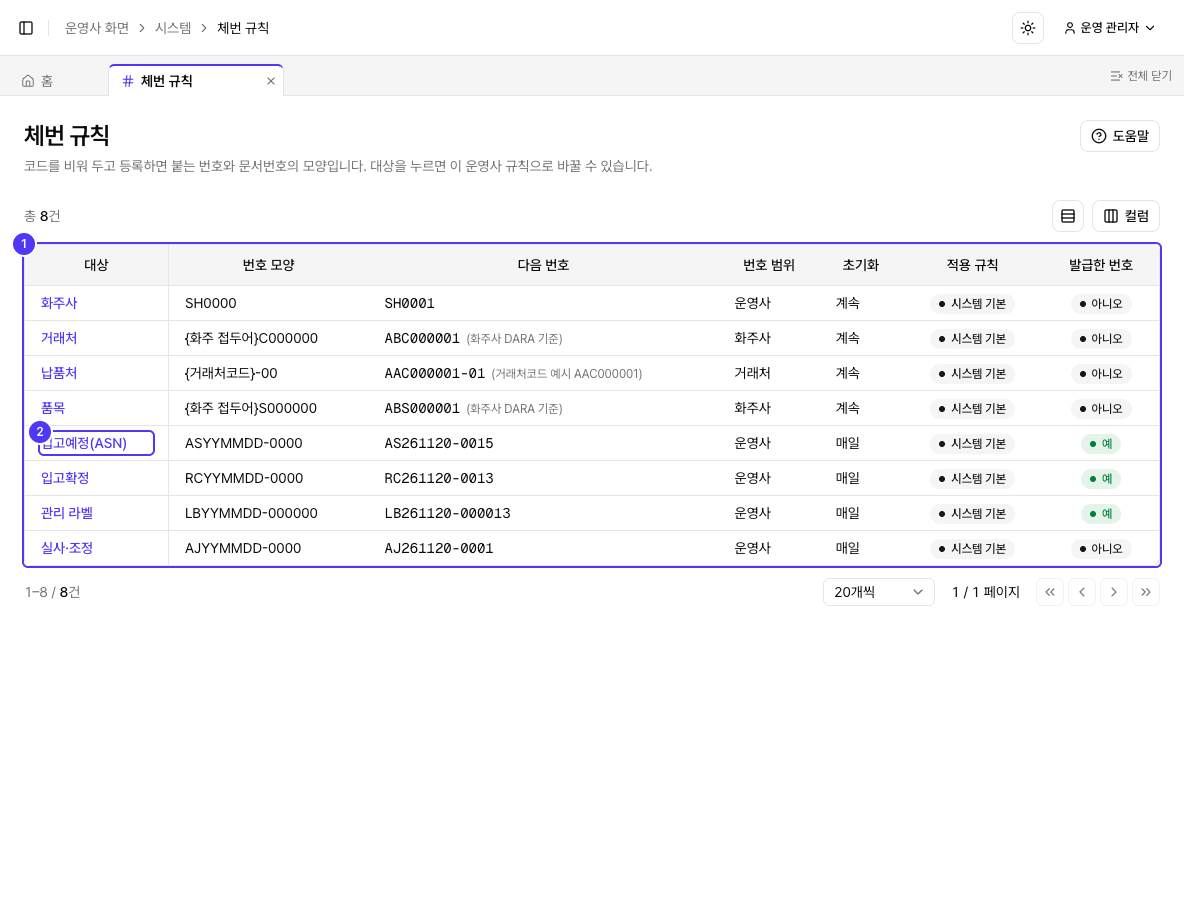 운영사 화면 > 시스템 > 체번 규칙
운영 관리자
홈
체번 규칙
전체 닫기
체번 규칙
도움말
코드를 비워 두고 등록하면 붙는 번호와 문서번호의 모양입니다. 대상을 누르면 이 운영사 규칙으로 바꿀 수 있습니다.
총 8건
컬럼
1
대상 번호 모양 다음 번호 번호 범위 초기화 적용 규칙 발급한 번호
화주사 SH0000 SH0001 운영사 계속 시스템 기본 아니오
거래처 {화주 접두어}C000000 ABC000001 (화주사 DARA 기준) 화주사 계속 시스템 기본 아니오
납품처 {거래처코드}-00 AAC000001-01 (거래처코드 예시 AAC000001) 거래처 계속 시스템 기본 아니오
품목 {화주 접두어}S000000 ABS000001 (화주사 DARA 기준) 화주사 계속 시스템 기본 아니오
2
입고예정(ASN) ASYYMMDD-0000 AS261120-0015 운영사 매일 시스템 기본 예
입고확정 RCYYMMDD-0000 RC261120-0013 운영사 매일 시스템 기본 예
관리 라벨 LBYYMMDD-000000 LB261120-000013 운영사 매일 시스템 기본 예
실사·조정 AJYYMMDD-0000 AJ261120-0001 운영사 매일 시스템 기본 아니오
1–8 / 8건
20개씩
1 / 1 페이지